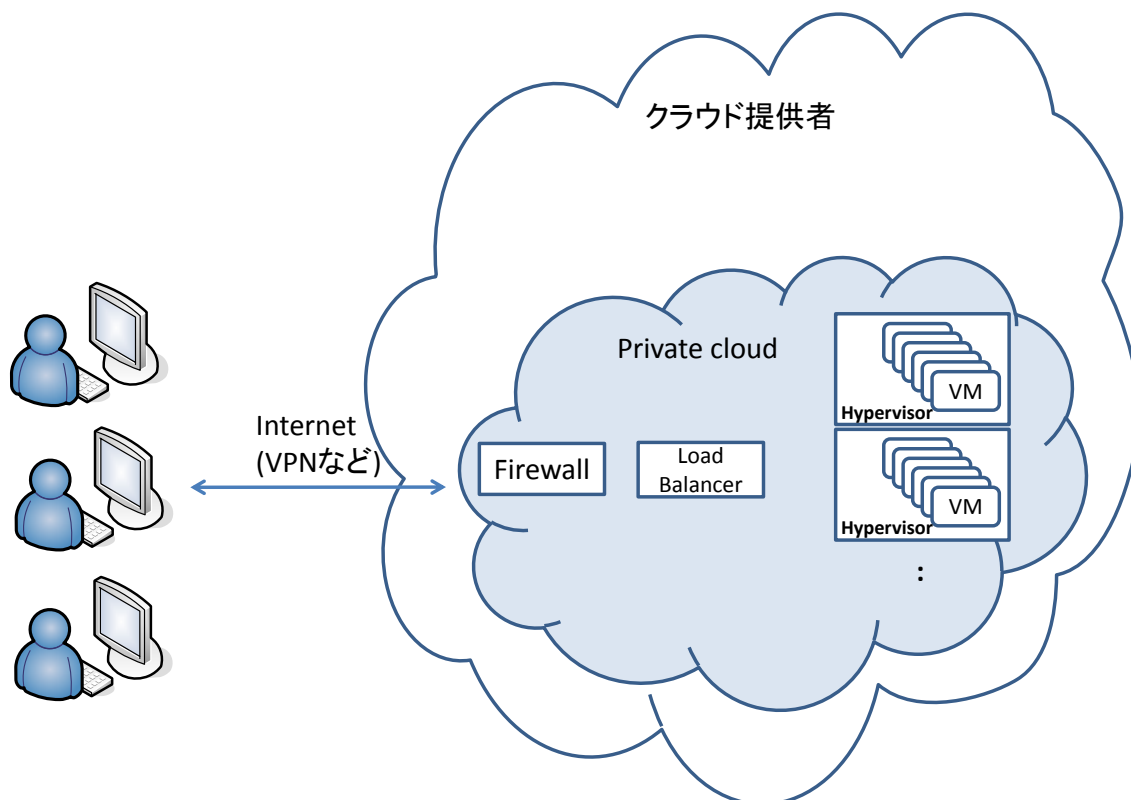 クラウド提供者
Private cloud
VM
Hypervisor
Internet
(VPNなど)
Firewall
Load
Balancer
VM
Hypervisor
: